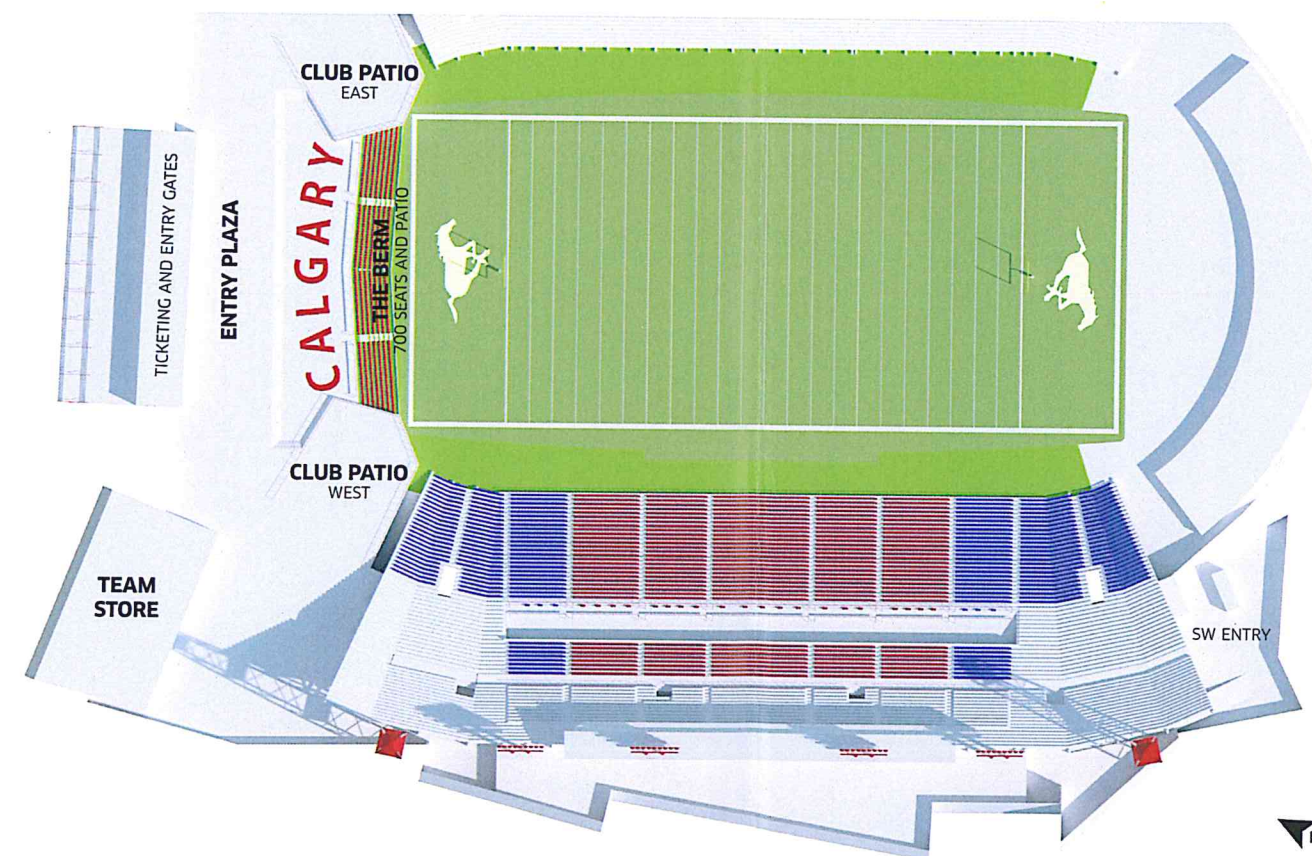 CLUB PATIO
EAST
TICKETING AND ENTRY GATES
ENTRY PLAZA
CALGARY
THE BERM
700 SEATS AND PATIO
CLUB PATIO
WEST
TEAM
STORE
SW ENTRY